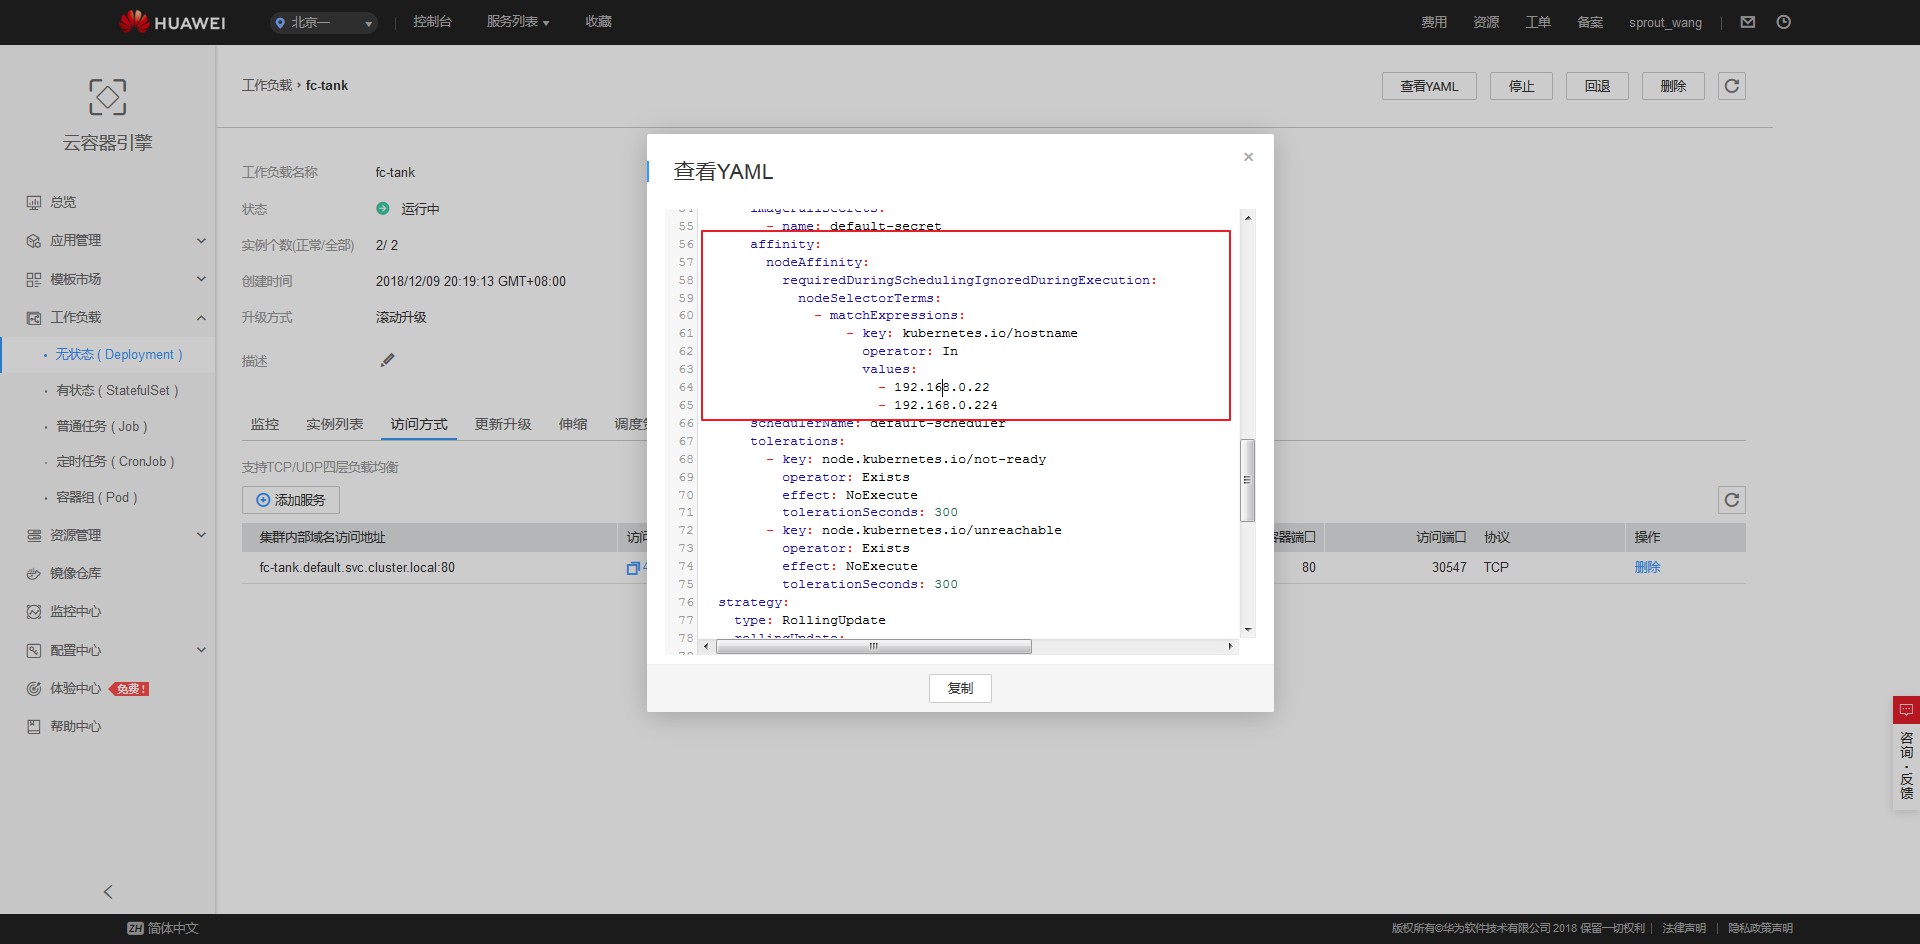 HUAWEI 北京一 控制台 服务列表 收藏 费用 资源 工单 备案 sprout_wang
云容器引擎
总览
应用管理
模板市场
工作负载
无状态 ( Deployment )
有状态 ( StatefulSet )
普通任务 ( Job )
定时任务 ( CronJob )
容器组 ( Pod )
资源管理
镜像仓库
监控中心
配置中心
体验中心 免费 !
帮助中心
工作负载 › fc-tank 查看YAML 停止 回退 删除
工作负载名称 fc-tank
状态 运行中
实例个数(正常/全部) 2/ 2
创建时间 2018/12/09 20:19:13 GMT+08:00
升级方式 滚动升级
描述
监控 实例列表 访问方式 更新升级 伸缩 调度
支持TCP/UDP四层负载均衡
添加服务
集群内部域名访问地址 访问 器端口 访问端口 协议 操作
fc-tank.default.svc.cluster.local:80 80 30547 TCP 删除
查看YAML ×
imagePullSecrets:
55 - name: default-secret
56 affinity:
57 nodeAffinity:
58 requiredDuringSchedulingIgnoredDuringExecution:
59 nodeSelectorTerms:
60 - matchExpressions:
61 - key: kubernetes.io/hostname
62 operator: In
63 values:
64 - 192.168.0.22
65 - 192.168.0.224
66 schedulerName: default-scheduler
67 tolerations:
68 - key: node.kubernetes.io/not-ready
69 operator: Exists
70 effect: NoExecute
71 tolerationSeconds: 300
72 - key: node.kubernetes.io/unreachable
73 operator: Exists
74 effect: NoExecute
75 tolerationSeconds: 300
76 strategy:
77 type: RollingUpdate
78 rollingUpdate:
复制
咨询·反馈
ZH 简体中文 版权所有©华为软件技术有限公司 2018 保留一切权利 | 法律声明 | 隐私政策声明